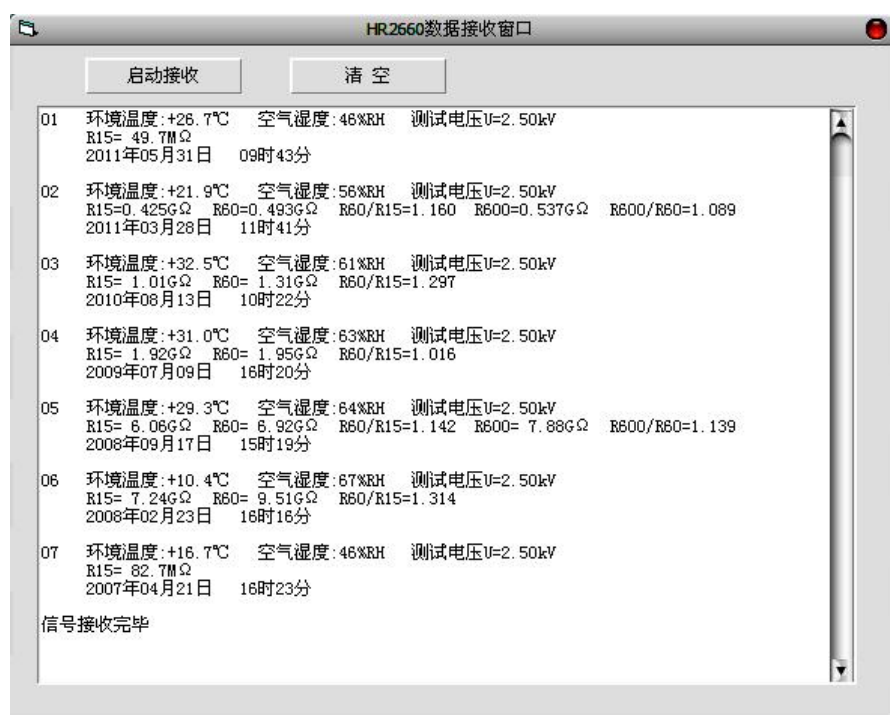 HR2660数据接收窗口
启动接收 清 空
01 环境温度:+26.7℃ 空气湿度:46%RH 测试电压U=2.50kV
R15= 49.7MΩ
2011年05月31日 09时43分
02 环境温度:+21.9℃ 空气湿度:56%RH 测试电压U=2.50kV
R15=0.425GΩ R60=0.493GΩ R60/R15=1.160 R600=0.537GΩ R600/R60=1.089
2011年03月28日 11时41分
03 环境温度:+32.5℃ 空气湿度:61%RH 测试电压U=2.50kV
R15= 1.01GΩ R60= 1.31GΩ R60/R15=1.297
2010年08月13日 10时22分
04 环境温度:+31.0℃ 空气湿度:63%RH 测试电压U=2.50kV
R15= 1.92GΩ R60= 1.95GΩ R60/R15=1.016
2009年07月09日 16时20分
05 环境温度:+29.3℃ 空气湿度:64%RH 测试电压U=2.50kV
R15= 6.06GΩ R60= 6.92GΩ R60/R15=1.142 R600= 7.88GΩ R600/R60=1.139
2008年09月17日 15时19分
06 环境温度:+10.4℃ 空气湿度:67%RH 测试电压U=2.50kV
R15= 7.24GΩ R60= 9.51GΩ R60/R15=1.314
2008年02月23日 16时16分
07 环境温度:+16.7℃ 空气湿度:46%RH 测试电压U=2.50kV
R15= 82.7MΩ
2007年04月21日 16时23分
信号接收完毕